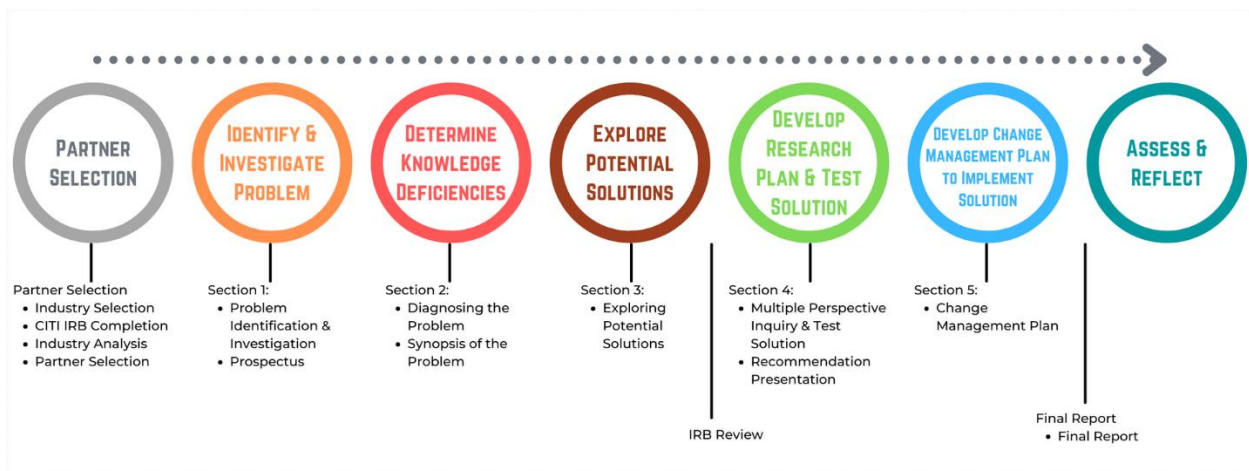 PARTNER
SELECTION
IDENTIFY &
INVESTIGATE
PROBLEM
DETERMINE
KNOWLEDGE
DEFICIENCIES
EXPLORE
POTENTIAL
SOLUTIONS
DEVELOP
RESEARCH
PLAN & TEST
SOLUTION
DEVELOP CHANGE
MANAGEMENT PLAN
TO IMPLEMENT
SOLUTION
ASSESS &
REFLECT
Partner Selection
• Industry Selection
• CITI IRB Completion
• Industry Analysis
• Partner Selection
Section 1:
• Problem
Identification &
Investigation
• Prospectus
Section 2:
• Diagnosing the
Problem
• Synopsis of the
Problem
Section 3:
• Exploring
Potential
Solutions
IRB Review
Section 4:
• Multiple Perspective
Inquiry & Test
Solution
• Recommendation
Presentation
Section 5:
• Change
Management Plan
Final Report
• Final Report